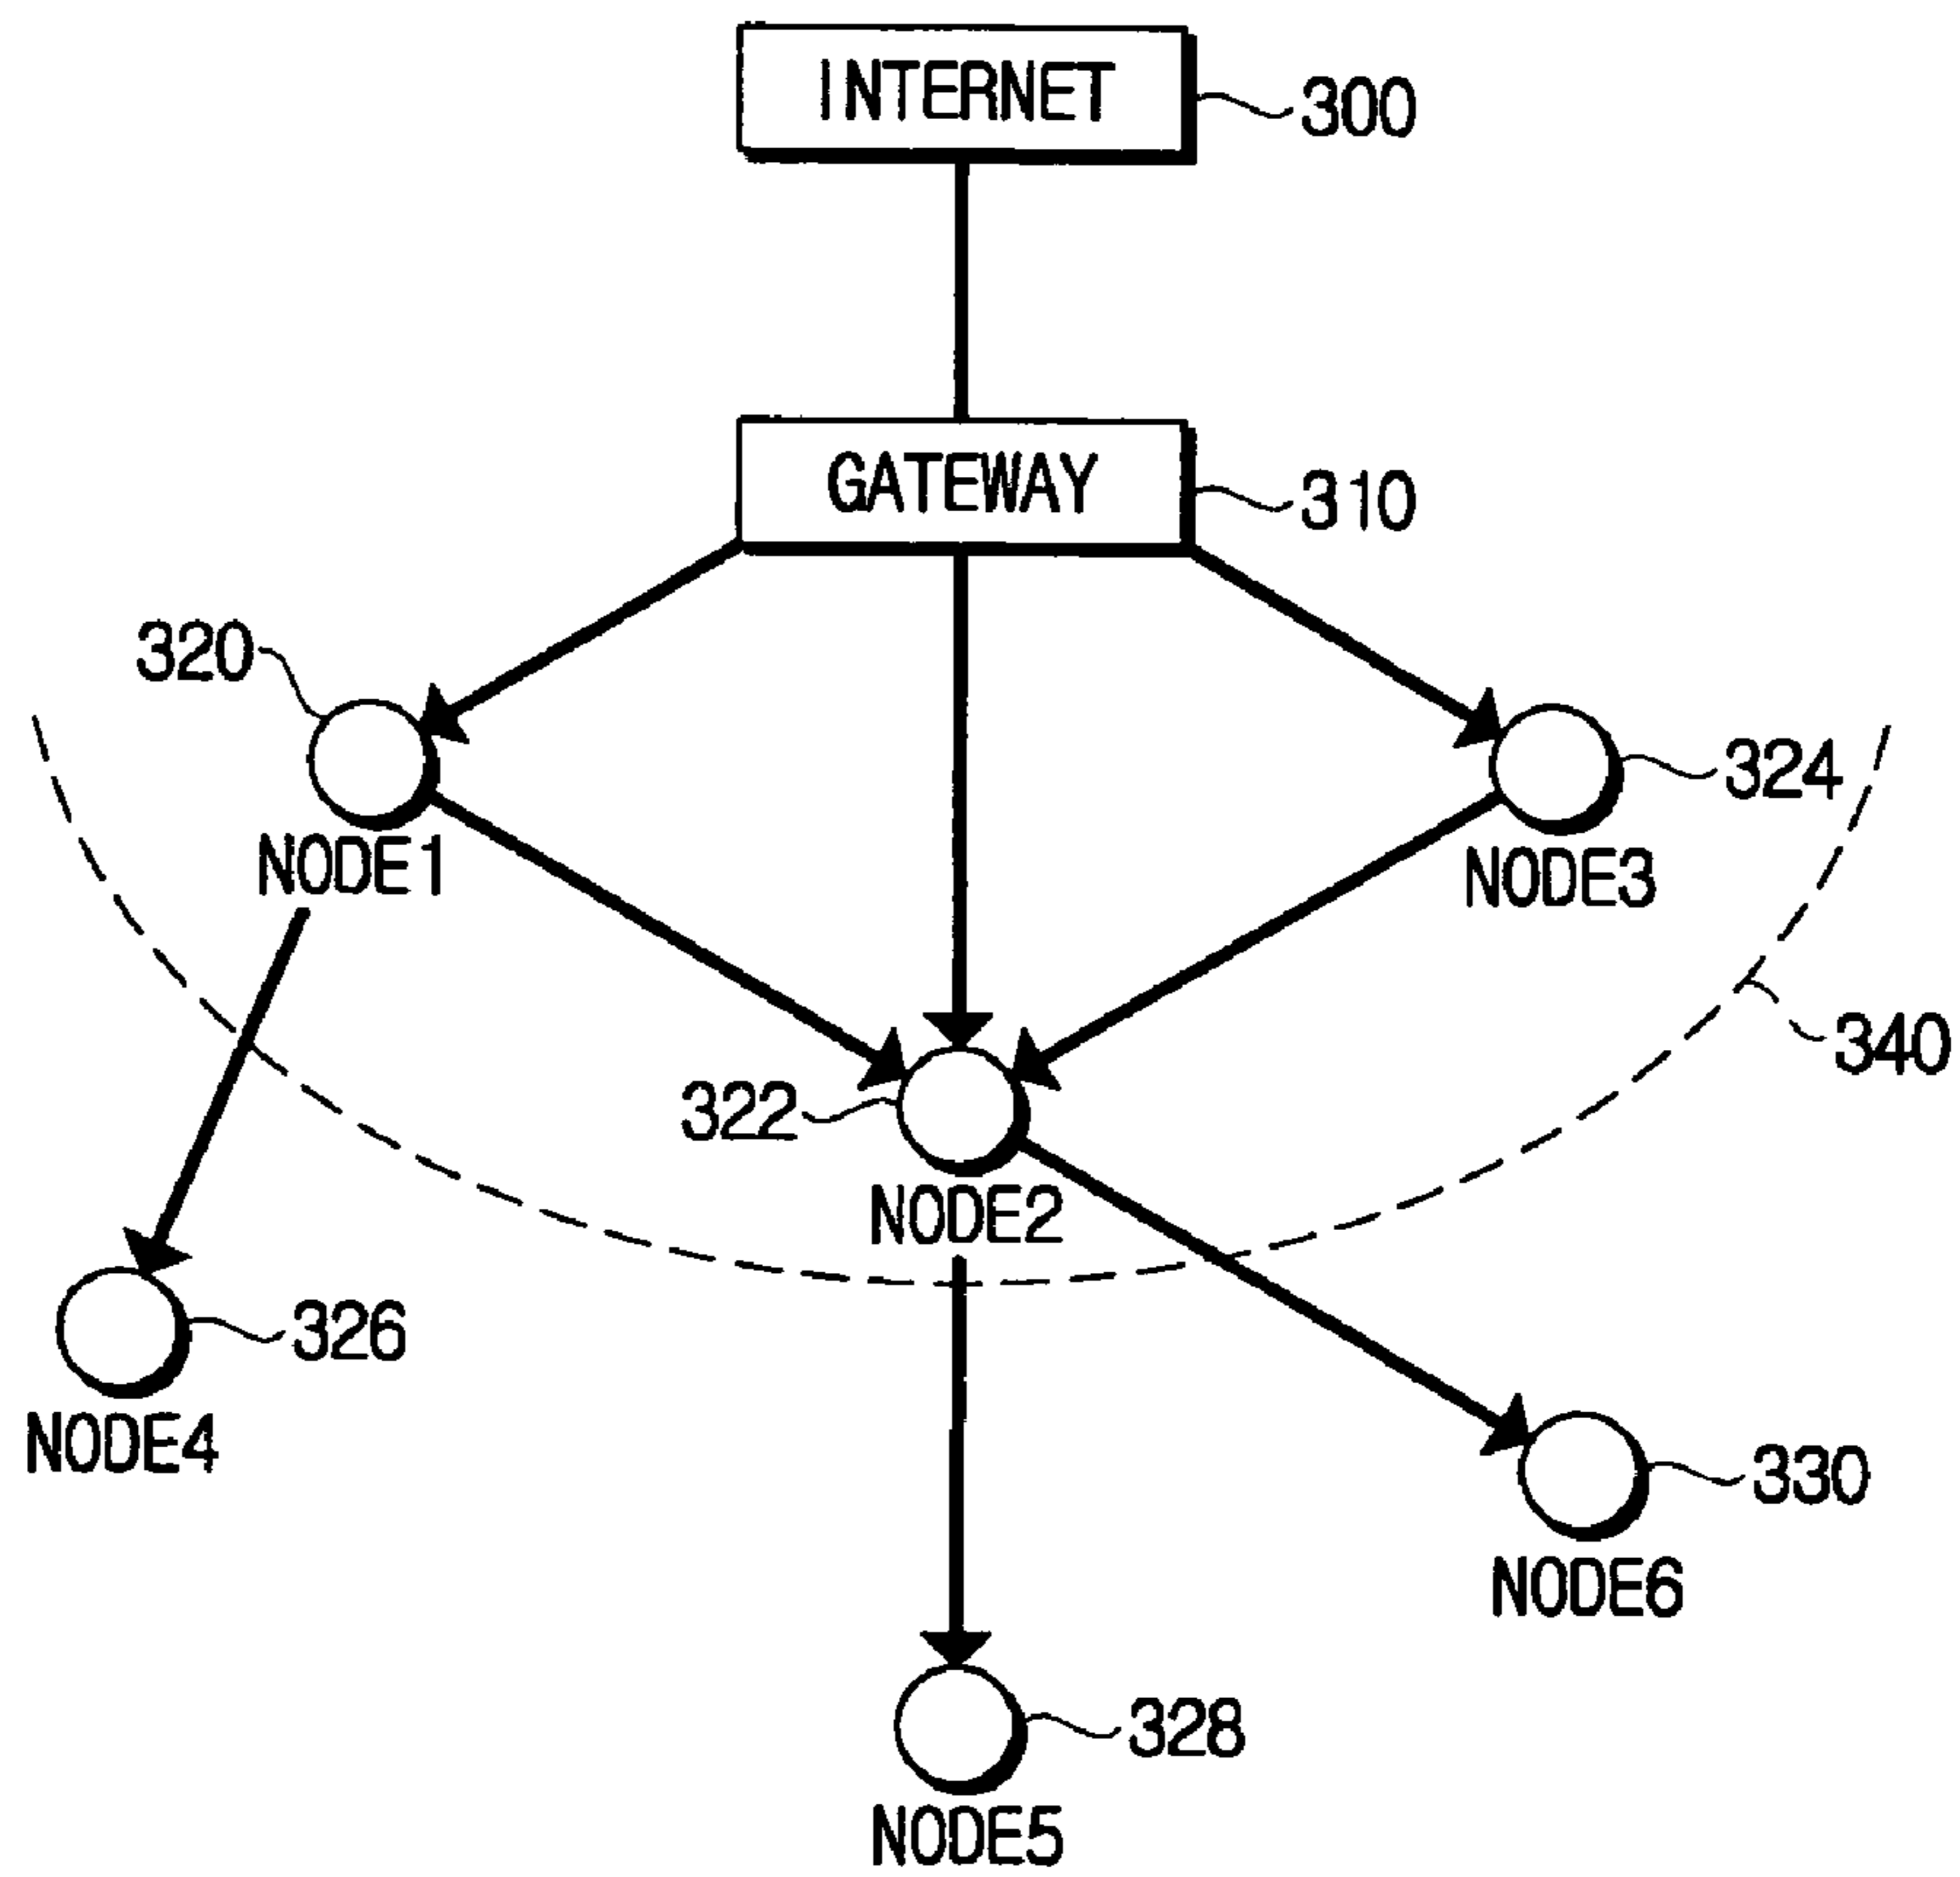 INTERNET
300
GATEWAY
310
320
324
NODE1
NODE3
340
322
NODE2
326
NODE4
330
NODE6
328
NODE5